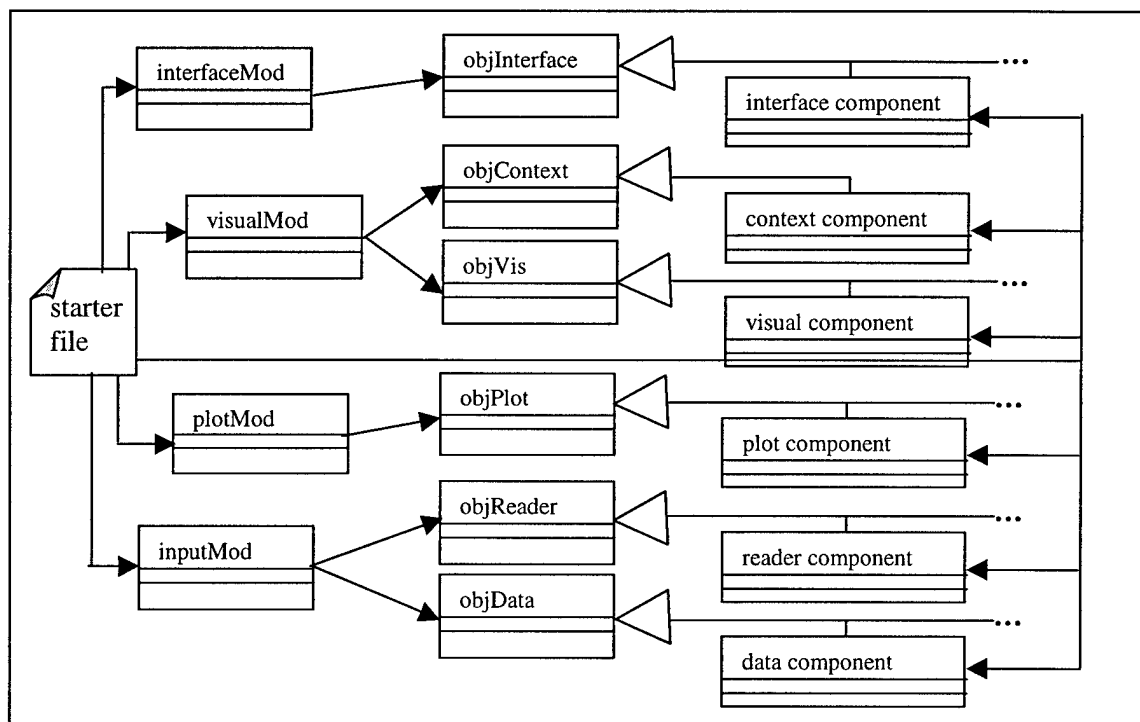 interfaceMod
objInterface
...
interface component
visualMod
objContext
context component
objVis
...
visual component
starter
file
plotMod
objPlot
...
plot component
inputMod
objReader
...
reader component
objData
...
data component